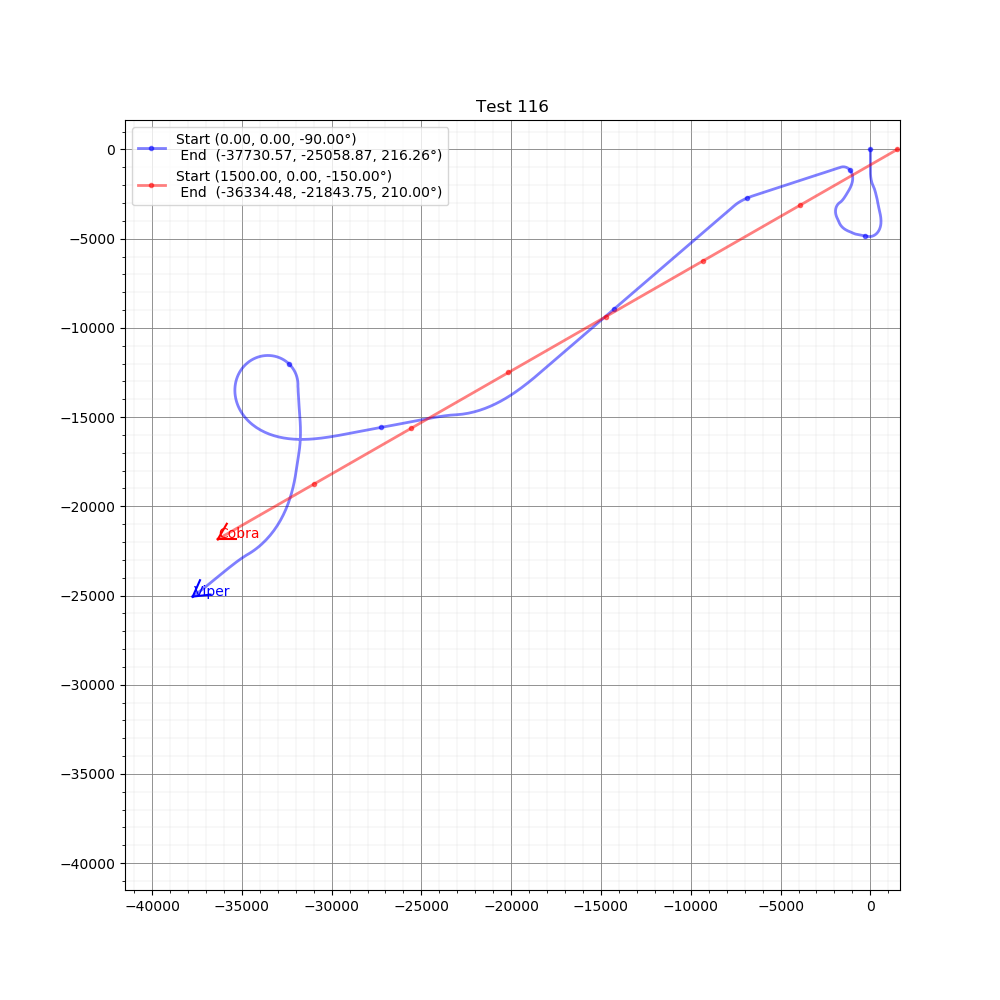 Test 116
Start (0.00, 0.00, -90.00°)
End  (-37730.57, -25058.87, 216.26°)
Start (1500.00, 0.00, -150.00°)
End  (-36334.48, -21843.75, 210.00°)
0
−5000
−10000
−15000
−20000
−25000
−30000
−35000
−40000
Cobra
Viper
−40000 −35000 −30000 −25000 −20000 −15000 −10000 −5000 0